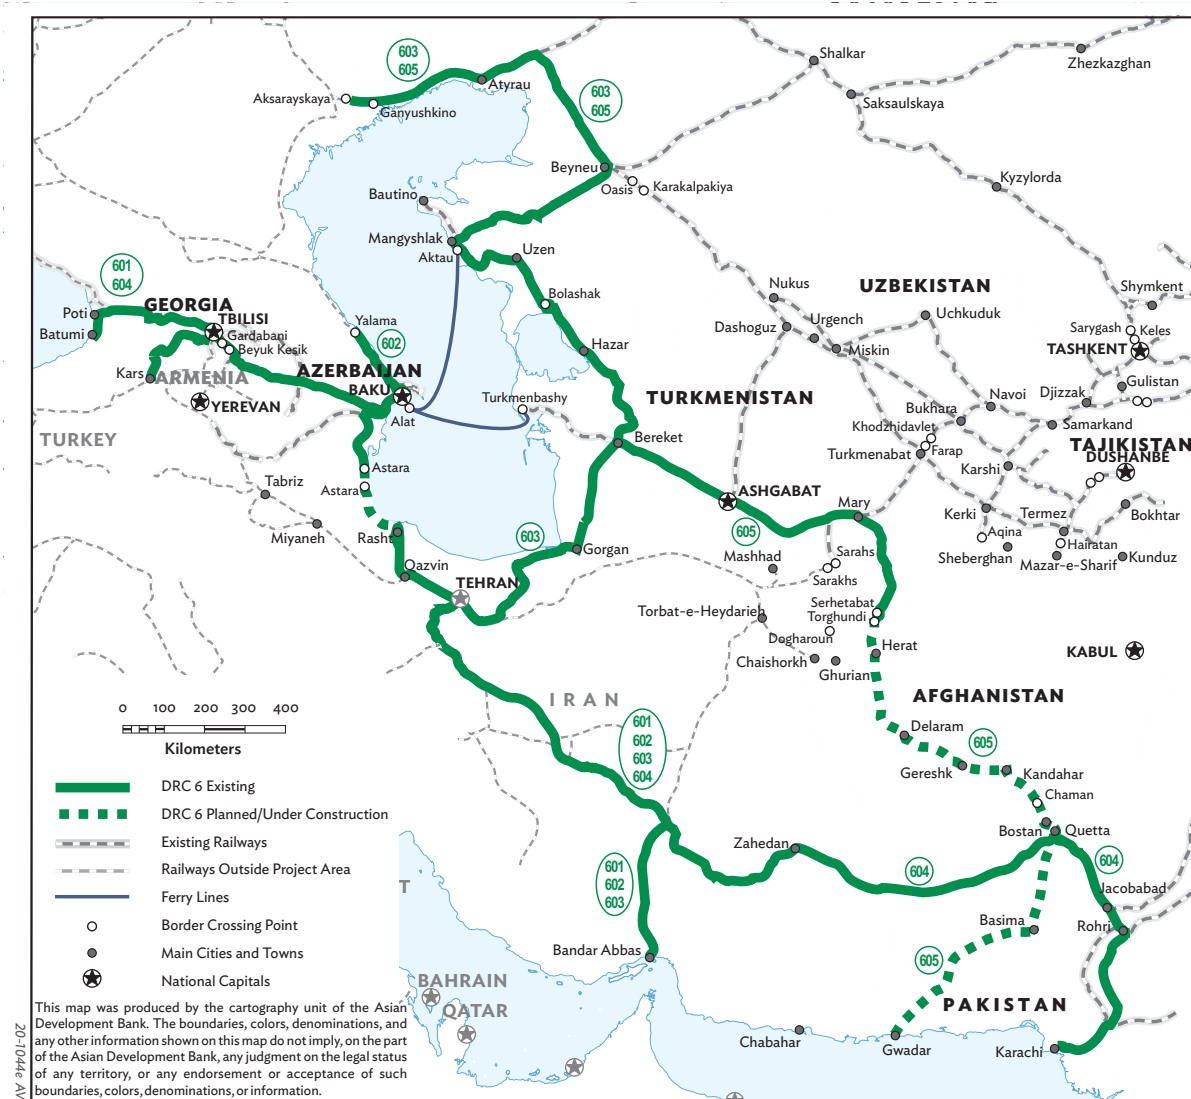 603
605
Shalkar
Zhezkazghan
Atyrau
Aksarayskaya
Ganyushkino
603
605
Saksaulskaya
Beyneu
Oasis
Karakalpakiya
Kyzylorda
Bautino
Mangyshlak
Aktau
Uzen
601
604
Bolashak
Nukus
UZBEKISTAN
Shymkent
GEORGIA
TBILISI
Poti
Batumi
Gardabani
Beyuk Kesik
Yalama
602
Hazar
Dashoguz
Urgench
Uchkuduk
Miskin
Sarygash
Keles
TASHKENT
Kars
ARMENIA
AZERBAIJAN
BAKU
YEREVAN
Alat
Turkmenbashy
TURKMENISTAN
Gulistan
Djizzak
Navoi
Bukhara
Khodzhidavlet
Samarkand
TURKEY
Bereket
Turkmenabat
Farap
TAJIKISTAN
DUSHANBE
Karshi
Astara
Astara
Tabriz
ASHGABAT
Mary
Kerki
Termez
Bokhtar
Miyaneh
Rasht
603
605
Aqina
Hairatan
Gorgan
Mashhad
Sarahs
Sarakhs
Sheberghan
Mazar-e-Sharif
Kunduz
Qazvin
TEHRAN
Torbat-e-Heydarieh
Serhetabat
Torghundi
Dogharoun
Herat
Chaishorkh
Ghurian
KABUL
IRAN
AFGHANISTAN
601
602
603
604
Delaram
605
Gereshk
Kandahar
Chaman
0 100 200 300 400
Kilometers
DRC 6 Existing
DRC 6 Planned/Under Construction
Existing Railways
Railways Outside Project Area
Ferry Lines
Border Crossing Point
Main Cities and Towns
National Capitals
Bostan
Quetta
Zahedan
604
604
601
602
603
Jacobabad
Basima
Rohri
Bandar Abbas
605
T
BAHRAIN
QATAR
PAKISTAN
Chabahar
Gwadar
Karachi
This map was produced by the cartography unit of the Asian
Development Bank. The boundaries, colors, denominations, and
any other information shown on this map do not imply, on the part
of the Asian Development Bank, any judgment on the legal status
of any territory, or any endorsement or acceptance of such
boundaries, colors, denominations, or information.
20-1044e AV